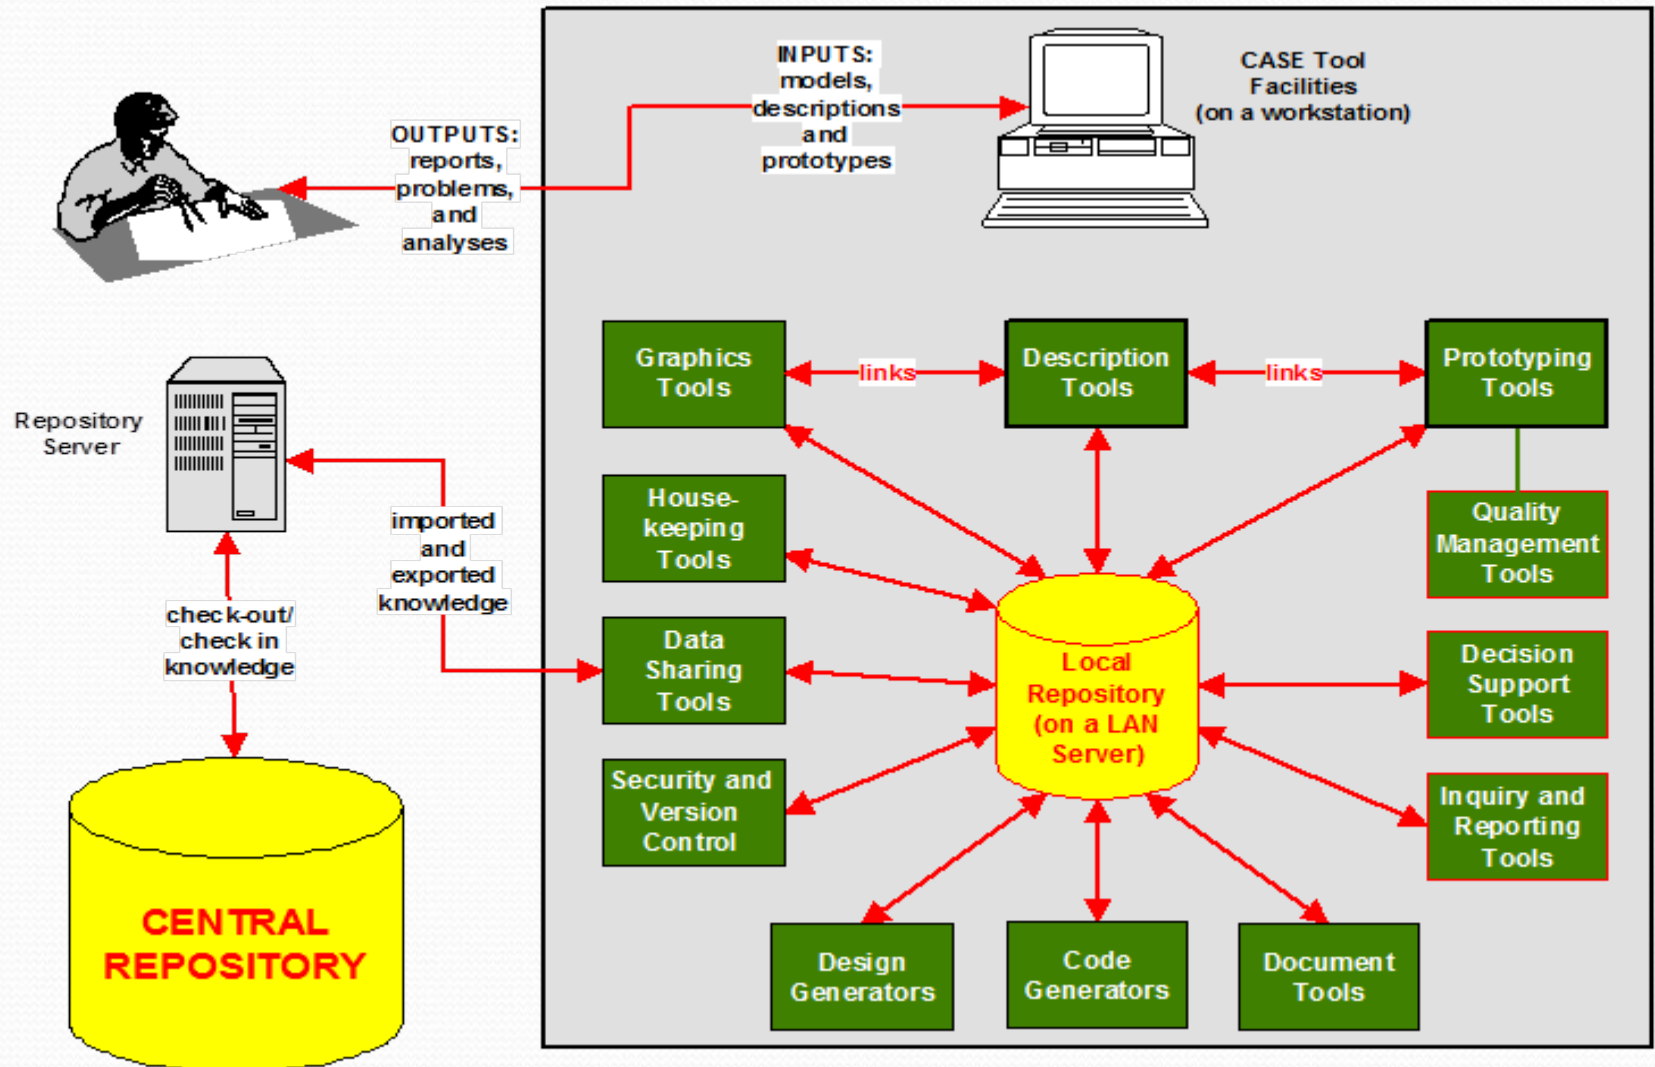 INPUTS:
models,
descriptions
and
prototypes
CASE Tool
Facilities
(on a workstation)
OUTPUTS:
reports,
problems,
and
analyses
Graphics
Tools
links
Description
Tools
links
Prototyping
Tools
Repository
Server
imported
and
exported
knowledge
House-
keeping
Tools
Quality
Management
Tools
check-out/
check in
knowledge
Data
Sharing
Tools
Local
Repository
(on a LAN
Server)
Decision
Support
Tools
Security and
Version
Control
Inquiry and
Reporting
Tools
CENTRAL
REPOSITORY
Design
Generators
Code
Generators
Document
Tools